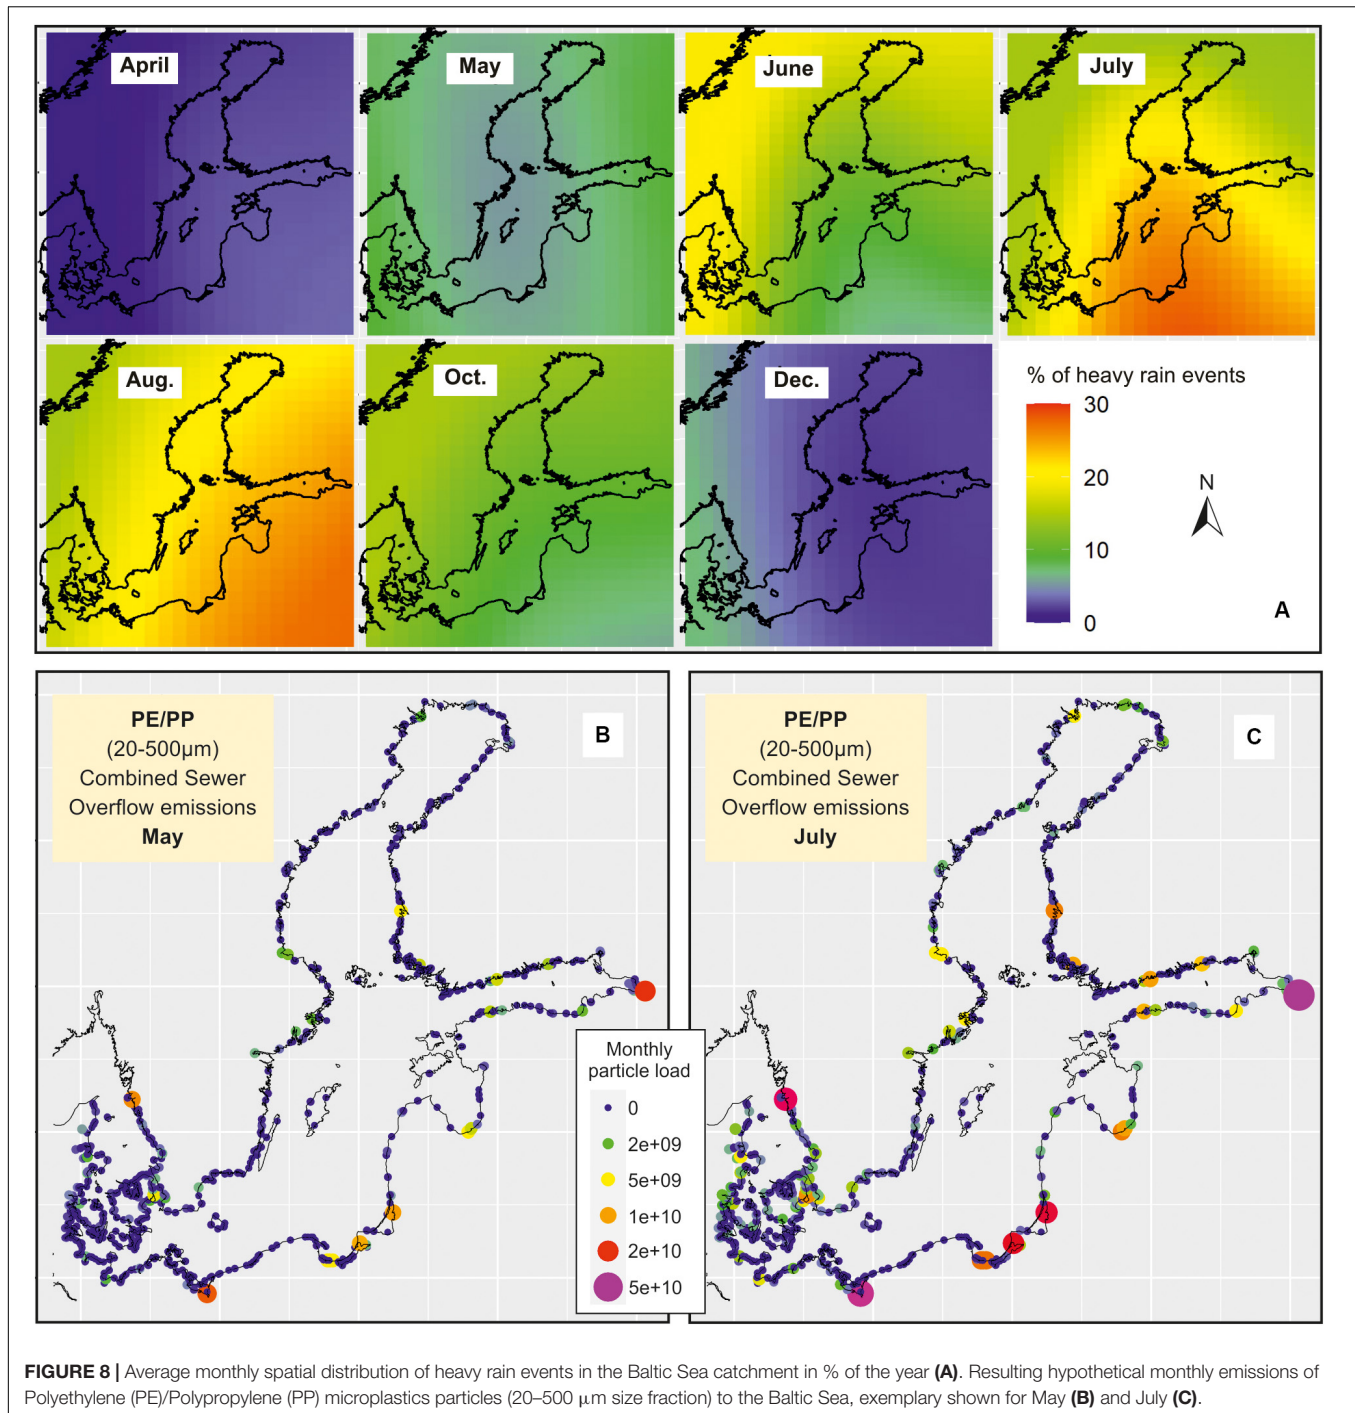 April
May
June
July
Aug.
Oct.
Dec.
% of heavy rain events
30
20
10
0
N
A
PE/PP
(20-500µm)
Combined Sewer
Overflow emissions
May
B
Monthly
particle load
0
2e+09
5e+09
1e+10
2e+10
5e+10
PE/PP
(20-500µm)
Combined Sewer
Overflow emissions
July
C
FIGURE 8 | Average monthly spatial distribution of heavy rain events in the Baltic Sea catchment in % of the year (A). Resulting hypothetical monthly emissions of
Polyethylene (PE)/Polypropylene (PP) microplastics particles (20–500 μm size fraction) to the Baltic Sea, exemplary shown for May (B) and July (C).